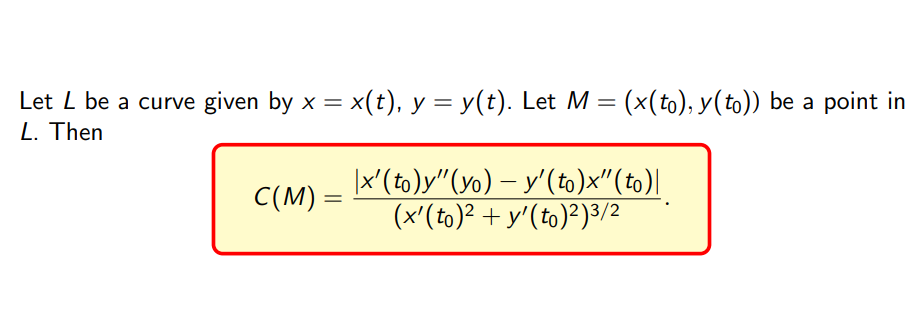 Let L be a curve given by x = x(t), y = y(t). Let M = (x(t₀), y(t₀)) be a point in
L. Then
C(M) = |x′(t₀)y″(y₀) − y′(t₀)x″(t₀)| / (x′(t₀)² + y′(t₀)²)^{3/2}.